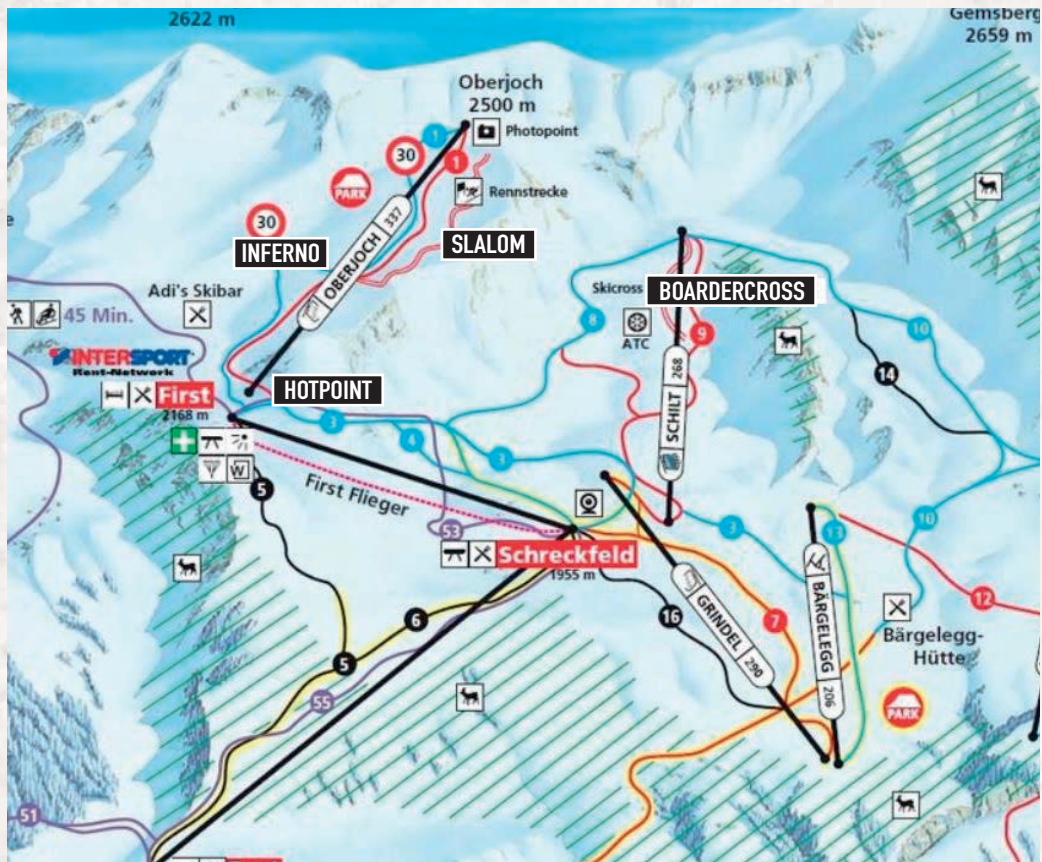 2622 m
Gemsberg
2659 m
Oberjoch
2500 m
1
Photopoint
30
1
PARK
Rennstrecke
30
INFERNO
OBERJOCH 337
SLALOM
Skicross
BOARDERCROSS
Adi's Skibar
45 Min.
8
ATC
9
10
INTERSPORT
Rent-Network
14
SCHILT 268
HOTPOINT
First
2168 m
3
4
3
W
5
First Flieger
53
3
10
13
Schreckfeld
1955 m
GRINDEL 290
BÄRGELEGG 206
12
6
16
7
Bärgelegg-
Hütte
5
55
PARK
51